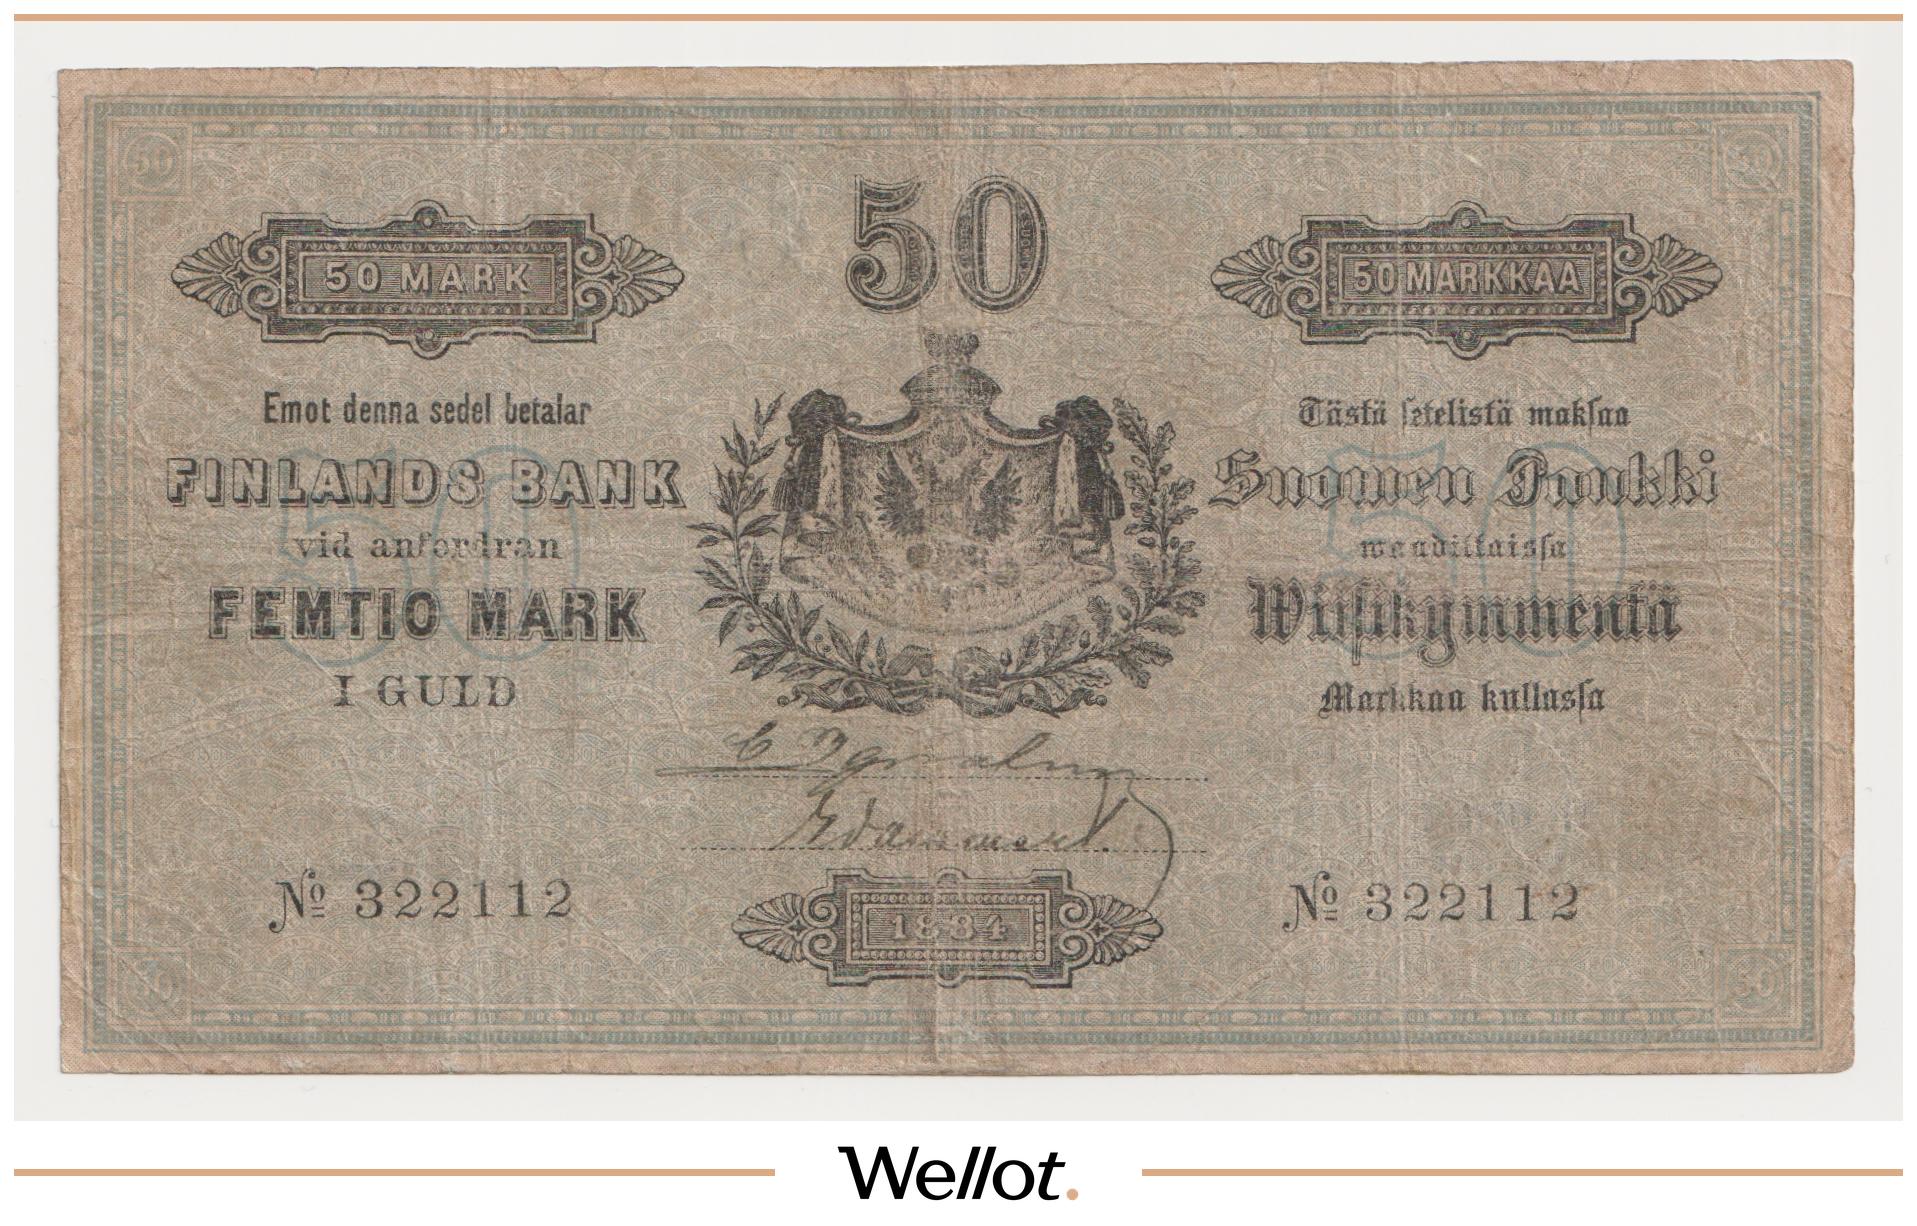 50
50 MARK
50 MARKKAA
Emot denna sedel betalar
FINLANDS BANK
vid anfordran
FEMTIO MARK
I GULD
Tästä setelistä maksaa
Suomen Pankki
waadittaissa
Wiisikymmentä
Markkaa kullassa
№ 322112
1884
№ 322112
Wellot.